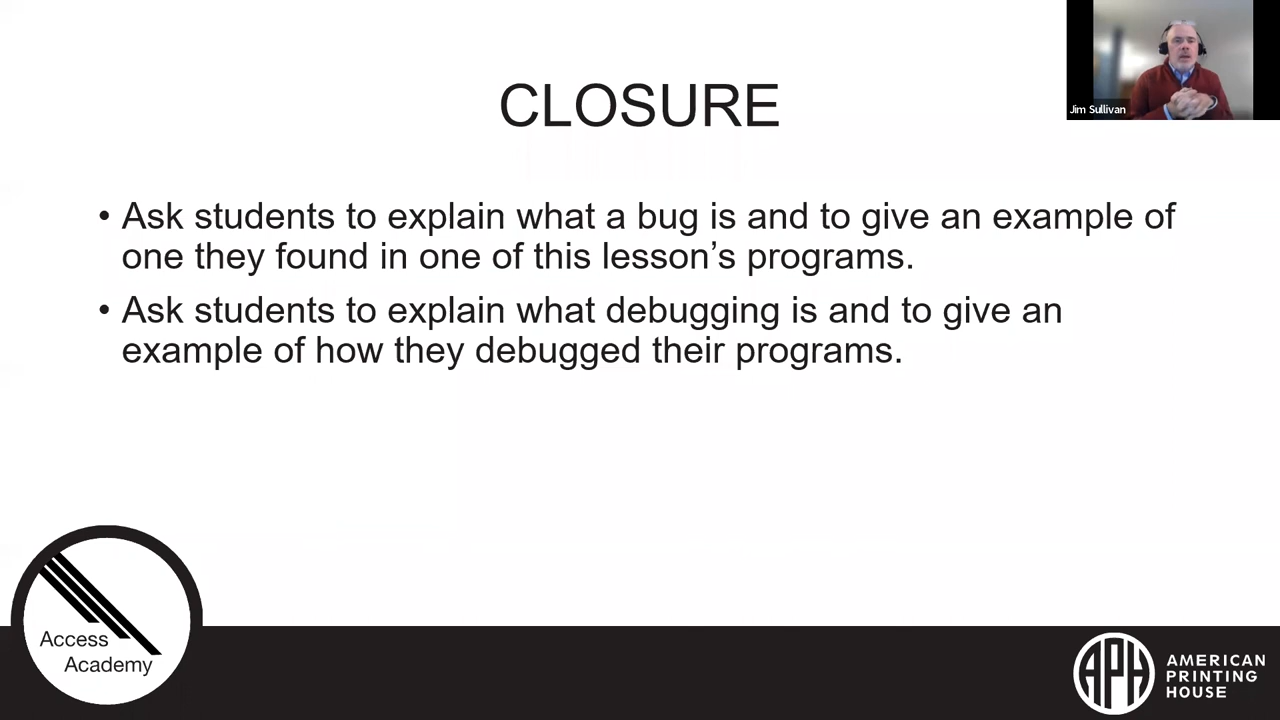 Jim Sullivan
CLOSURE
• Ask students to explain what a bug is and to give an example of
one they found in one of this lesson’s programs.
• Ask students to explain what debugging is and to give an
example of how they debugged their programs.
Access
Academy
APH
AMERICAN
PRINTING
HOUSE